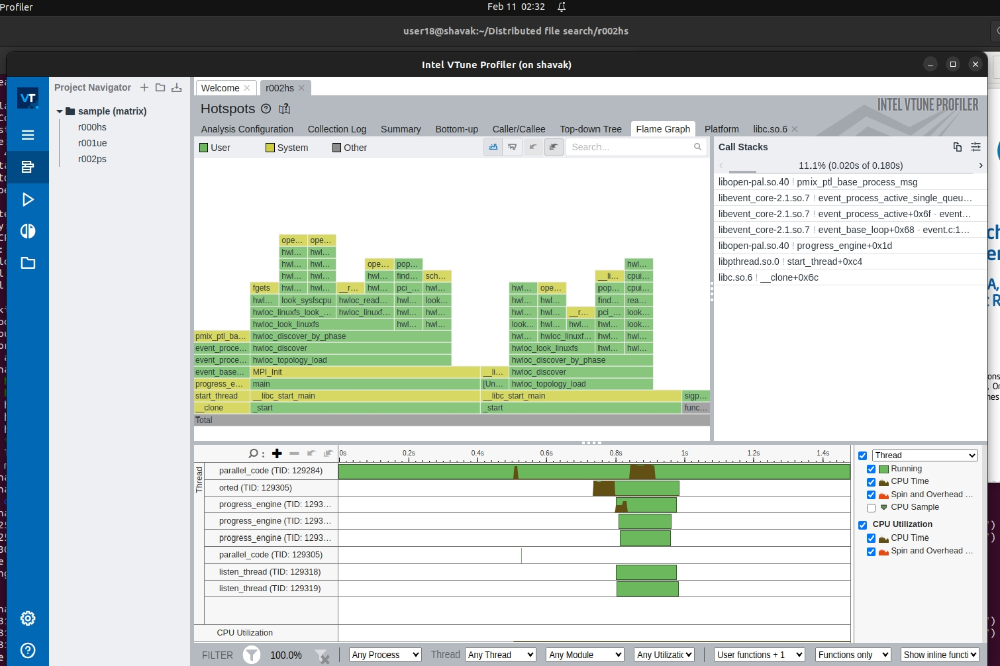 Profiler
Feb 11 02:32
user18@shavak:~/Distributed file search/r002hs
Intel VTune Profiler (on shavak)
VT
Project Navigator
sample (matrix)
r000hs
r001ue
r002ps
Welcome
r002hs
Hotspots
INTEL VTUNE PROFILER
Analysis Configuration
Collection Log
Summary
Bottom-up
Caller/Callee
Top-down Tree
Flame Graph
Platform
libc.so.6
User
System
Other
Search...
Call Stacks
11.1% (0.020s of 0.180s)
libopen-pal.so.40 ! pmix_ptl_base_process_msg
libevent_core-2.1.so.7 ! event_process_active_single_queu...
libevent_core-2.1.so.7 ! event_process_active+0x6f - event...
libevent_core-2.1.so.7 ! event_base_loop+0x68 - event.c:1...
libopen-pal.so.40 ! progress_engine+0x1d
libpthread.so.0 ! start_thread+0xc4
libc.so.6 ! __clone+0x6c
ope... ope...
hwl... hwl...
hwl... hwl... ope... pop... hwl...
hwl... hwl... hwl... find... sch... __li... cpui...
fgets hwl... hwl... __r... hwl... pci_... hwl... hwl... ope... pop... cpui...
hwl... look_sysfscpu hwloc_read... hwl... look... hwl... hwl... find... rea...
hwloc_linuxfs_look_... hwloc_linuxf... hwl... hwl... hwl... hwl... __r... pci_... look...
hwloc_look_linuxfs hwl... hwl... look... hwl... hwl... hwl... look...
pmix_ptl_ba... hwloc_discover_by_phase hwl... hwloc_linuxf... hwl... hwl...
event_proce... hwloc_discover hwloc_look_linuxfs hwl... hwl...
event_proce... hwloc_topology_load hwloc_discover_by_phase
event_base... MPI_Init __li... hwloc_discover
progress_e... main [Un... hwloc_topology_load
start_thread __libc_start_main __libc_start_main sigp...
__clone _start _start func...
Total
0s 0.2s 0.4s 0.6s 0.8s 1s 1.2s 1.4s
Thread
parallel_code (TID: 129284)
orted (TID: 129305)
progress_engine (TID: 1293...
progress_engine (TID: 1293...
progress_engine (TID: 1293...
parallel_code (TID: 129305)
listen_thread (TID: 129318)
listen_thread (TID: 129319)
CPU Utilization
Thread
Running
CPU Time
Spin and Overhead ...
CPU Sample
CPU Utilization
CPU Time
Spin and Overhead ...
FILTER
100.0%
Any Process
Thread
Any Thread
Any Module
Any Utilizatic
User functions + 1
Functions only
Show inline functi